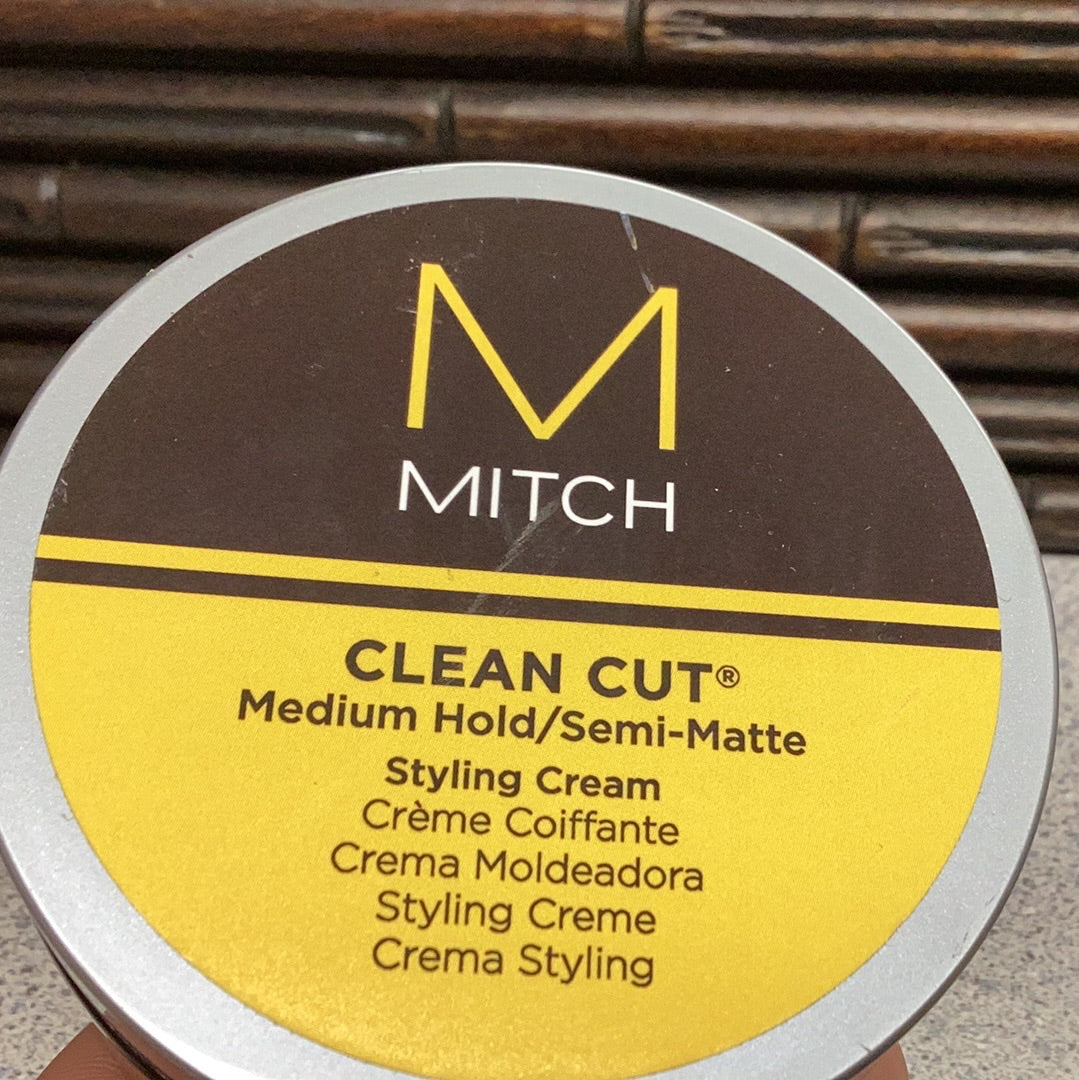 M
MITCH
CLEAN CUT®
Medium Hold/Semi-Matte
Styling Cream
Crème Coiffante
Crema Moldeadora
Styling Creme
Crema Styling